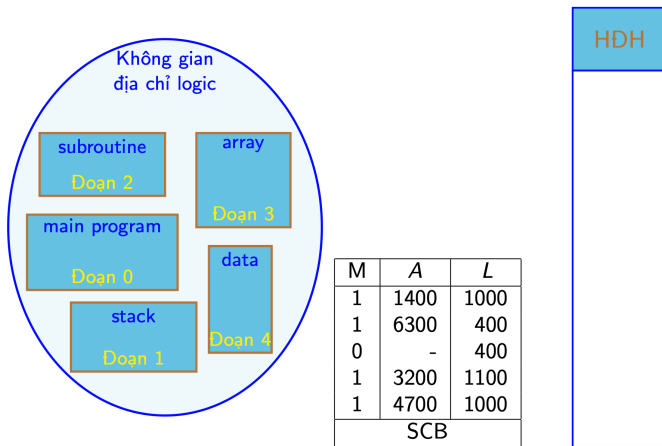 Không gian
địa chỉ logic
subroutine
Đoạn 2
array
Đoạn 3
main program
Đoạn 0
data
Đoạn 4
stack
Đoạn 1
M A L
1 1400 1000
1 6300 400
0 - 400
1 3200 1100
1 4700 1000
SCB
HĐH